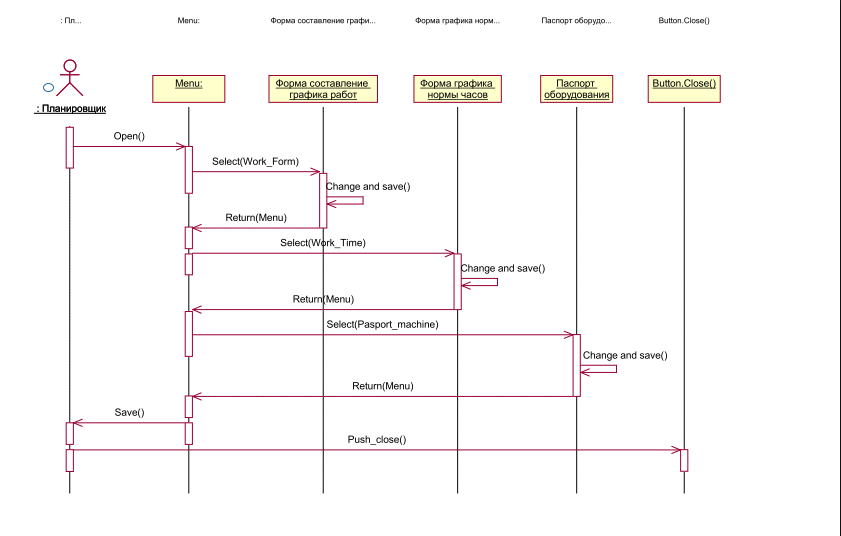 : Пл...
Menu:
Форма составление графи...
Форма графика норм...
Паспорт оборудо...
Button.Close()
: Планировщик
Menu:
Форма составление
графика работ
Форма графика
нормы часов
Паспорт
оборудования
Button.Close()
Open()
Select(Work_Form)
Change and save()
Return(Menu)
Select(Work_Time)
Change and save()
Return(Menu)
Select(Pasport_machine)
Change and save()
Return(Menu)
Save()
Push_close()